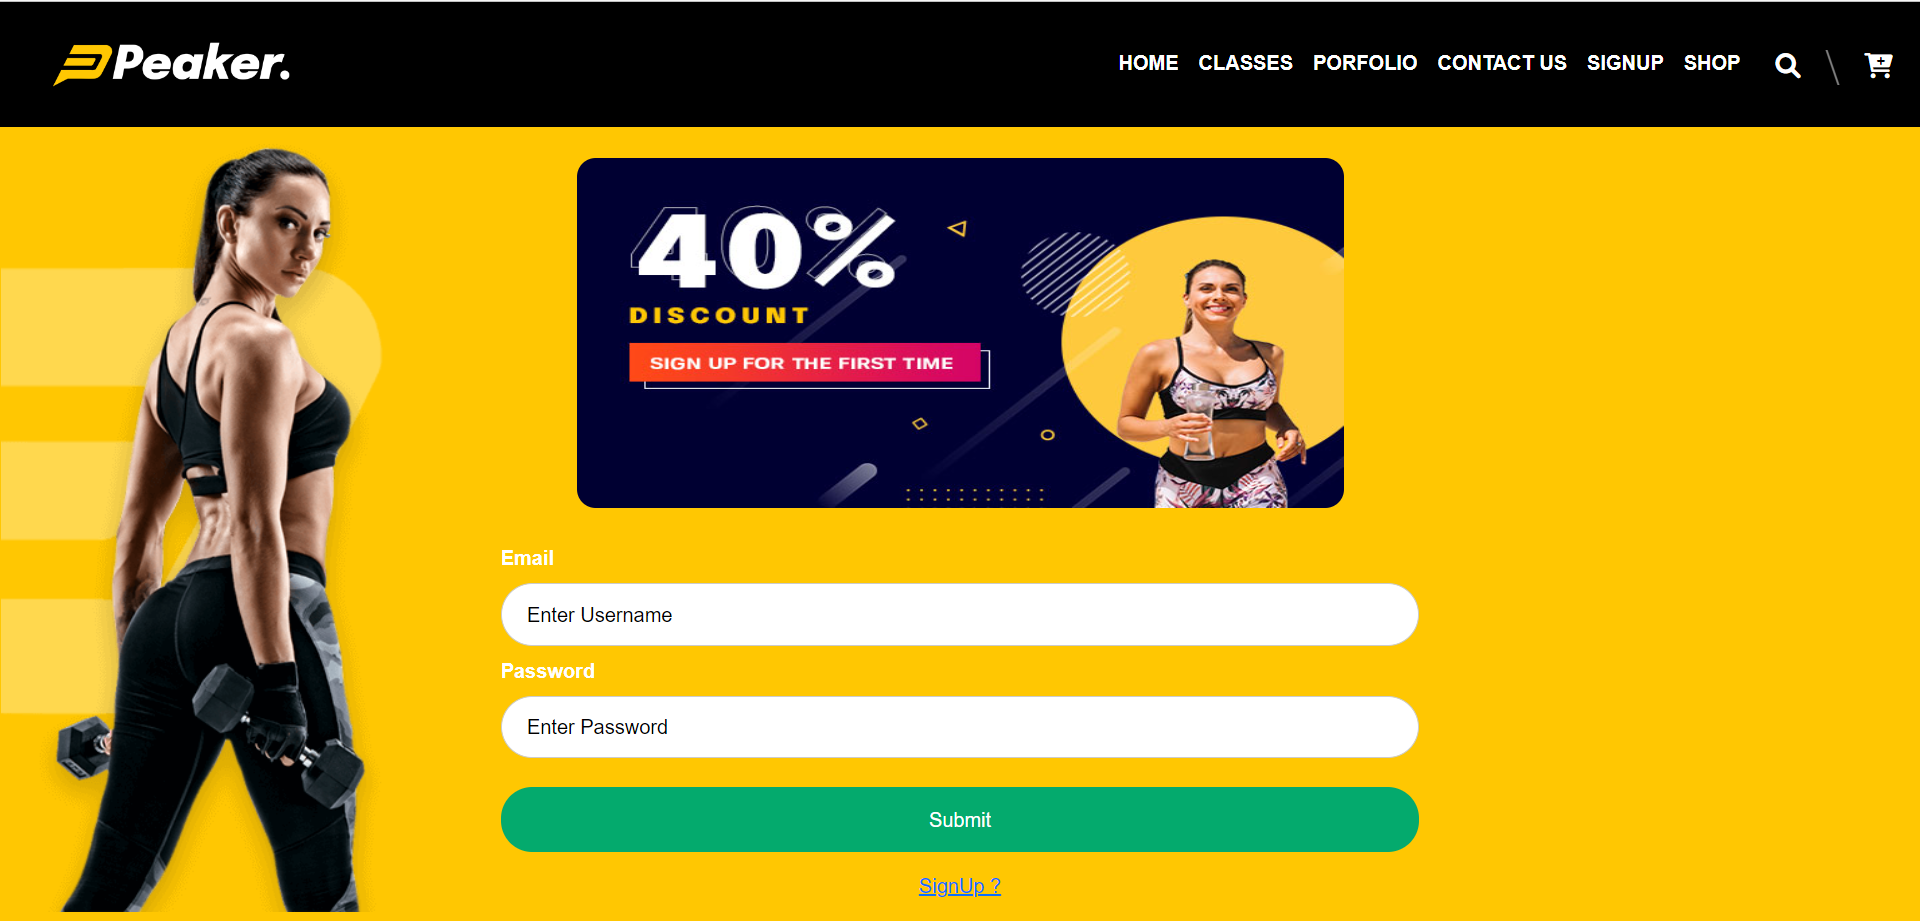 Peaker.
HOME CLASSES PORFOLIO CONTACT US SIGNUP SHOP
40%
DISCOUNT
SIGN UP FOR THE FIRST TIME
Email
Enter Username
Password
Enter Password
Submit
SignUp ?